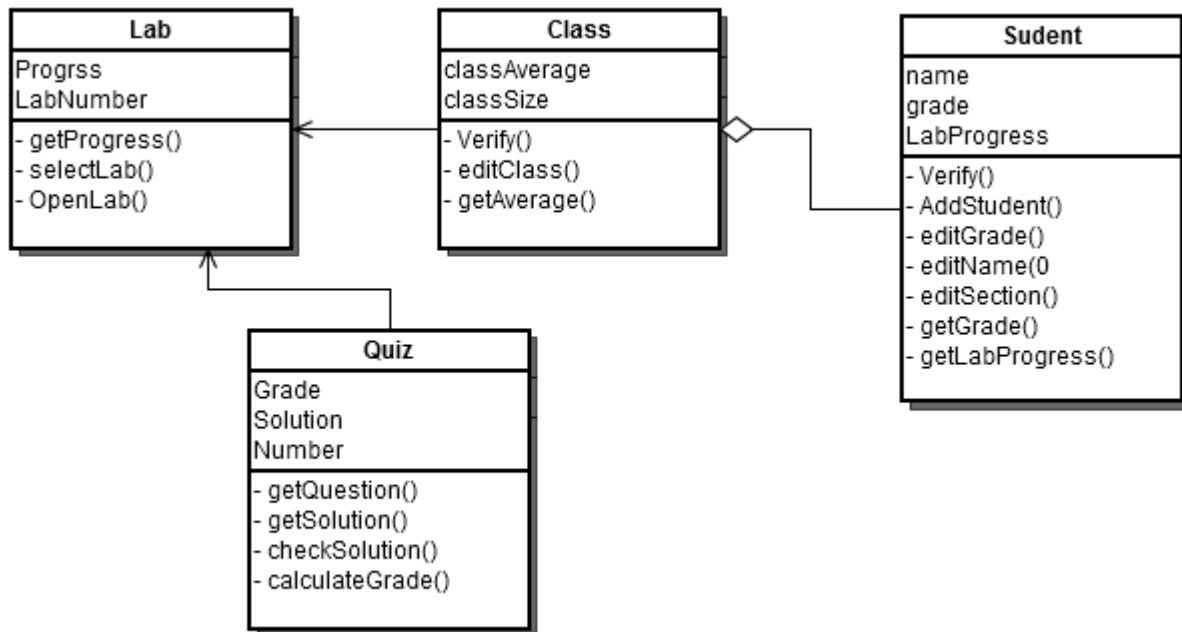 Lab
Progrss
LabNumber
- getProgress()
- selectLab()
- OpenLab()
Class
classAverage
classSize
- Verify()
- editClass()
- getAverage()
Sudent
name
grade
LabProgress
- Verify()
- AddStudent()
- editGrade()
- editName(0
- editSection()
- getGrade()
- getLabProgress()
Quiz
Grade
Solution
Number
- getQuestion()
- getSolution()
- checkSolution()
- calculateGrade()